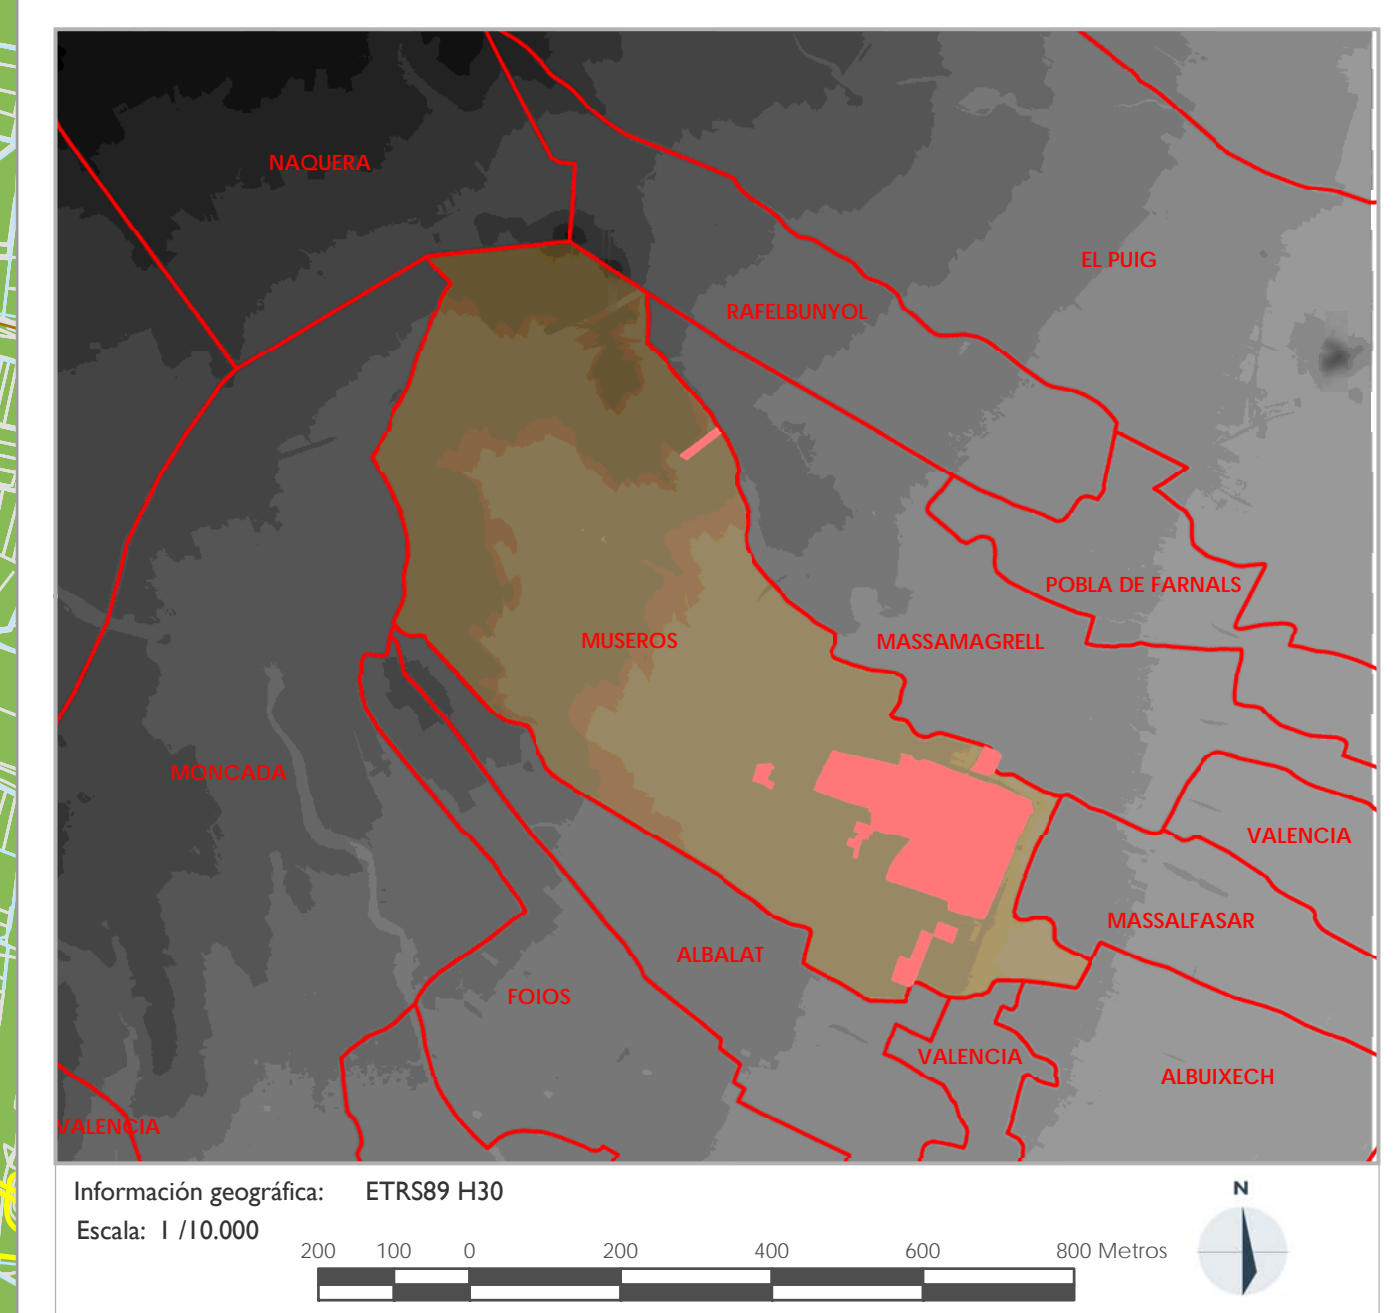 NAQUERA
EL PUIG
RAFELBUNYOL
POBLA DE FARNALS
MUSEROS
MASSAMAGRELL
MONCADA
VALENCIA
MASSALFASAR
ALBALAT
FOIOS
VALENCIA
ALBUIXECH
VALENCIA
Información geográfica: ETRS89 H30
Escala: 1 /10.000
200 100 0 200 400 600 800 Metros
N